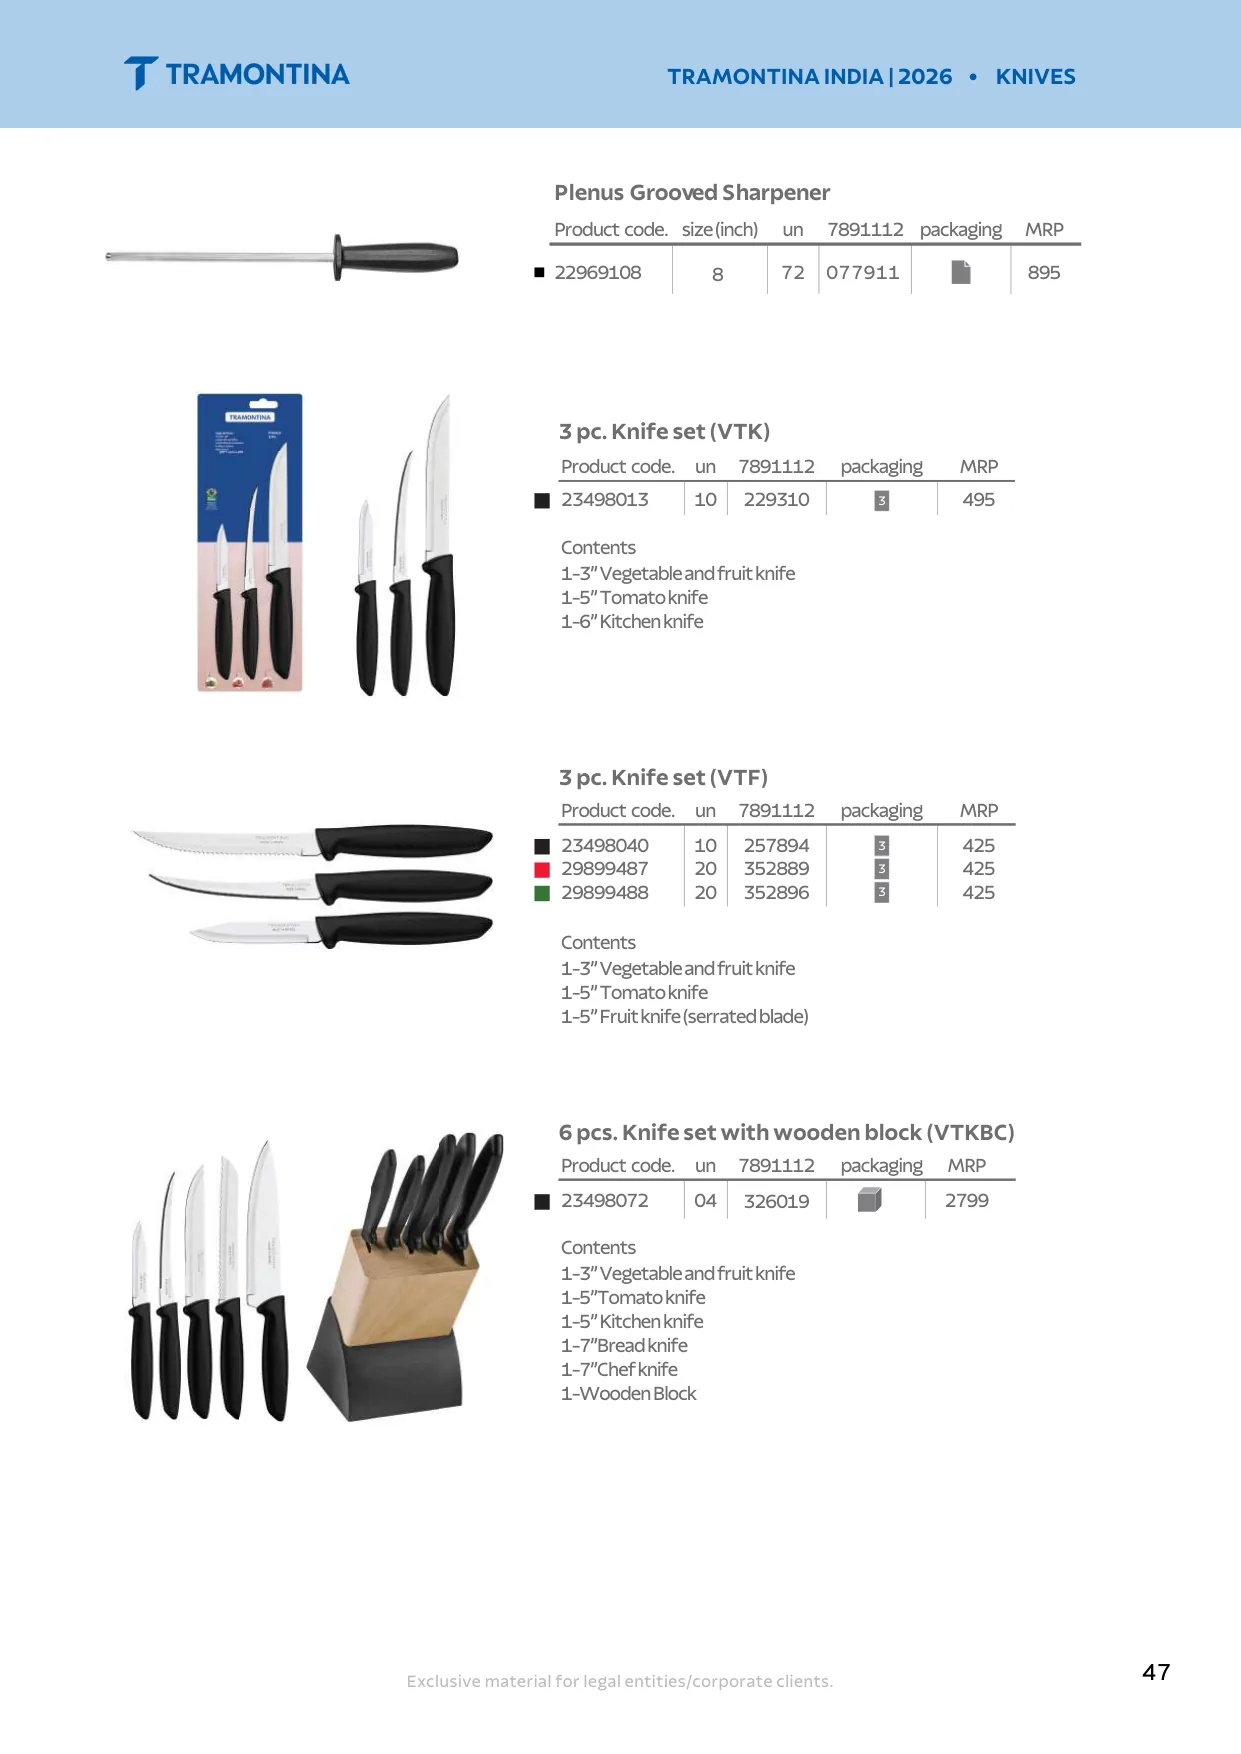 TRAMONTINA
TRAMONTINA INDIA | 2026 • KNIVES
Plenus Grooved Sharpener
Product code. size (inch) un 7891112 packaging MRP
22969108 8 72 077911 895
TRAMONTINA
3 pc. Knife set (VTK)
Product code. un 7891112 packaging MRP
23498013 10 229310 3 495
Contents
1-3” Vegetable and fruit knife
1-5” Tomato knife
1-6” Kitchen knife
3 pc. Knife set (VTF)
Product code. un 7891112 packaging MRP
23498040 10 257894 3 425
29899487 20 352889 3 425
29899488 20 352896 3 425
Contents
1-3” Vegetable and fruit knife
1-5” Tomato knife
1-5” Fruit knife (serrated blade)
6 pcs. Knife set with wooden block (VTKBC)
Product code. un 7891112 packaging MRP
23498072 04 326019 2799
Contents
1-3” Vegetable and fruit knife
1-5”Tomato knife
1-5” Kitchen knife
1-7”Bread knife
1-7”Chef knife
1-Wooden Block
Exclusive material for legal entities/corporate clients.
47